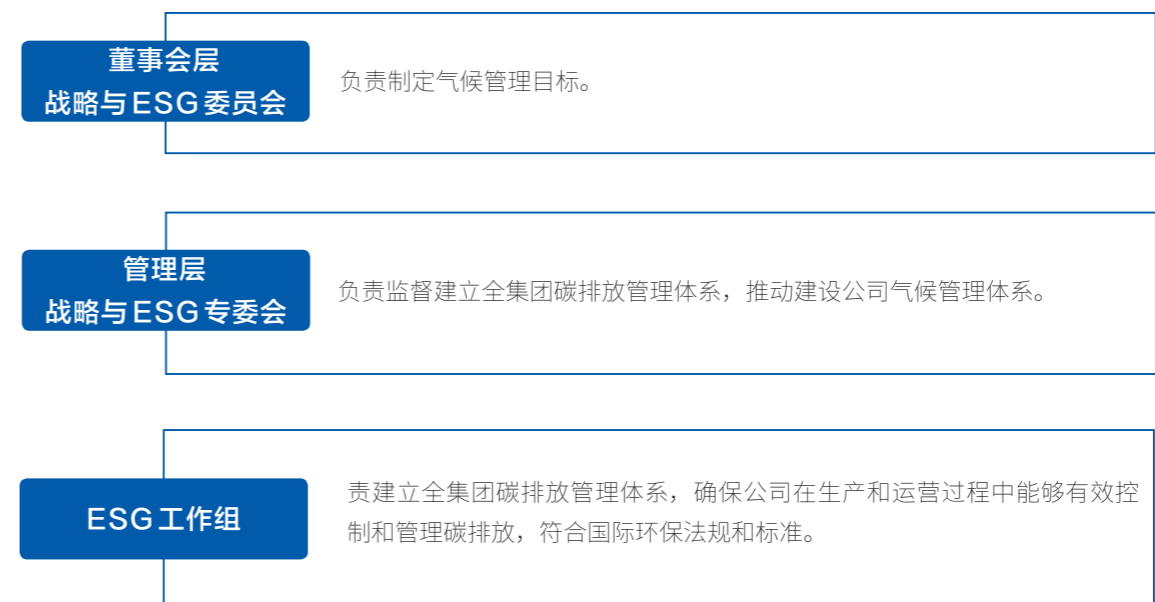 董事会层
战略与ESG委员会
负责制定气候管理目标。
管理层
战略与ESG专委会
负责监督建立全集团碳排放管理体系，推动建设公司气候管理体系。
ESG工作组
责建立全集团碳排放管理体系，确保公司在生产和运营过程中能够有效控
制和管理碳排放，符合国际环保法规和标准。